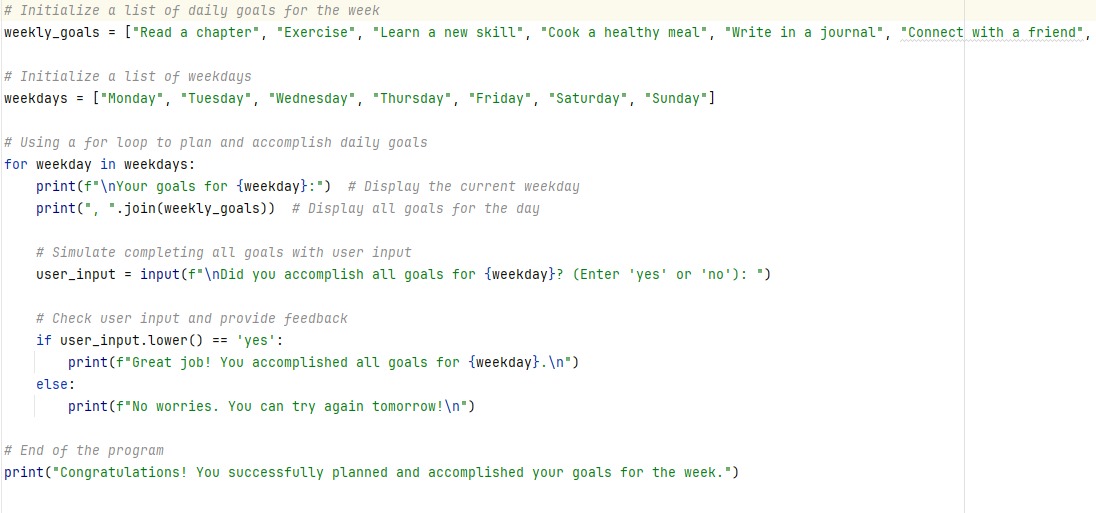 # Initialize a list of daily goals for the week
weekly_goals = ["Read a chapter", "Exercise", "Learn a new skill", "Cook a healthy meal", "Write in a journal", "Connect with a friend",
# Initialize a list of weekdays
weekdays = ["Monday", "Tuesday", "Wednesday", "Thursday", "Friday", "Saturday", "Sunday"]
# Using a for loop to plan and accomplish daily goals
for weekday in weekdays:
    print(f"\nYour goals for {weekday}:")  # Display the current weekday
    print(", ".join(weekly_goals))  # Display all goals for the day
    # Simulate completing all goals with user input
    user_input = input(f"\nDid you accomplish all goals for {weekday}? (Enter 'yes' or 'no'): ")
    # Check user input and provide feedback
    if user_input.lower() == 'yes':
        print(f"Great job! You accomplished all goals for {weekday}.\n")
    else:
        print(f"No worries. You can try again tomorrow!\n")
# End of the program
print("Congratulations! You successfully planned and accomplished your goals for the week.")